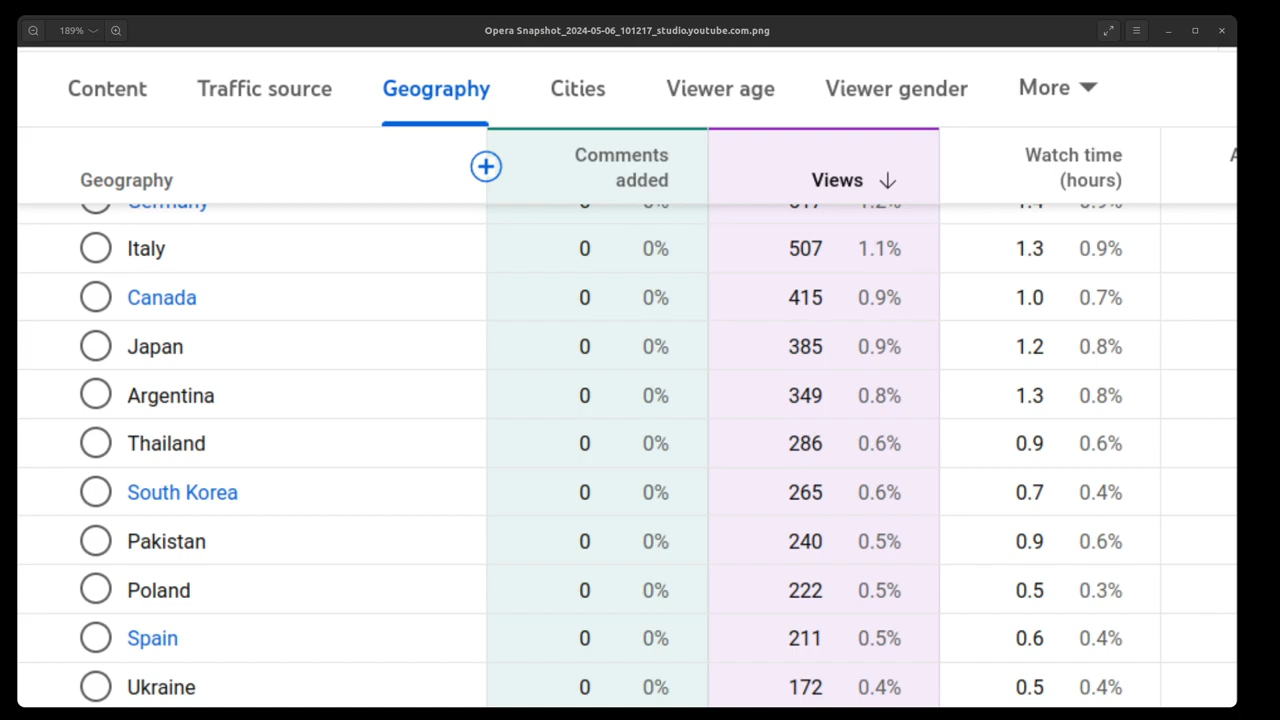 189%
Opera Snapshot_2024-05-06_101217_studio.youtube.com.png
Content Traffic source Geography Cities Viewer age Viewer gender More
Geography Comments added Views Watch time (hours)
Germany
Italy 0 0% 507 1.1% 1.3 0.9%
Canada 0 0% 415 0.9% 1.0 0.7%
Japan 0 0% 385 0.9% 1.2 0.8%
Argentina 0 0% 349 0.8% 1.3 0.8%
Thailand 0 0% 286 0.6% 0.9 0.6%
South Korea 0 0% 265 0.6% 0.7 0.4%
Pakistan 0 0% 240 0.5% 0.9 0.6%
Poland 0 0% 222 0.5% 0.5 0.3%
Spain 0 0% 211 0.5% 0.6 0.4%
Ukraine 0 0% 172 0.4% 0.5 0.4%